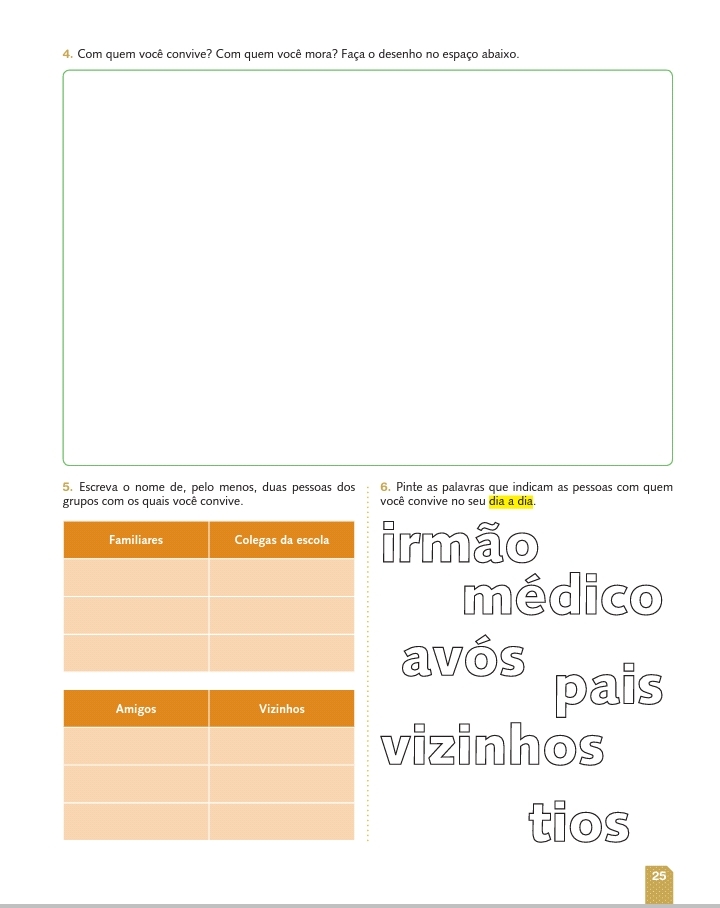 4. Com quem você convive? Com quem você mora? Faça o desenho no espaço abaixo.
5. Escreva o nome de, pelo menos, duas pessoas dos
grupos com os quais você convive.
Familiares Colegas da escola
Amigos Vizinhos
6. Pinte as palavras que indicam as pessoas com quem
você convive no seu dia a dia.
irmão
médico
avós
pais
vizinhos
tios
25